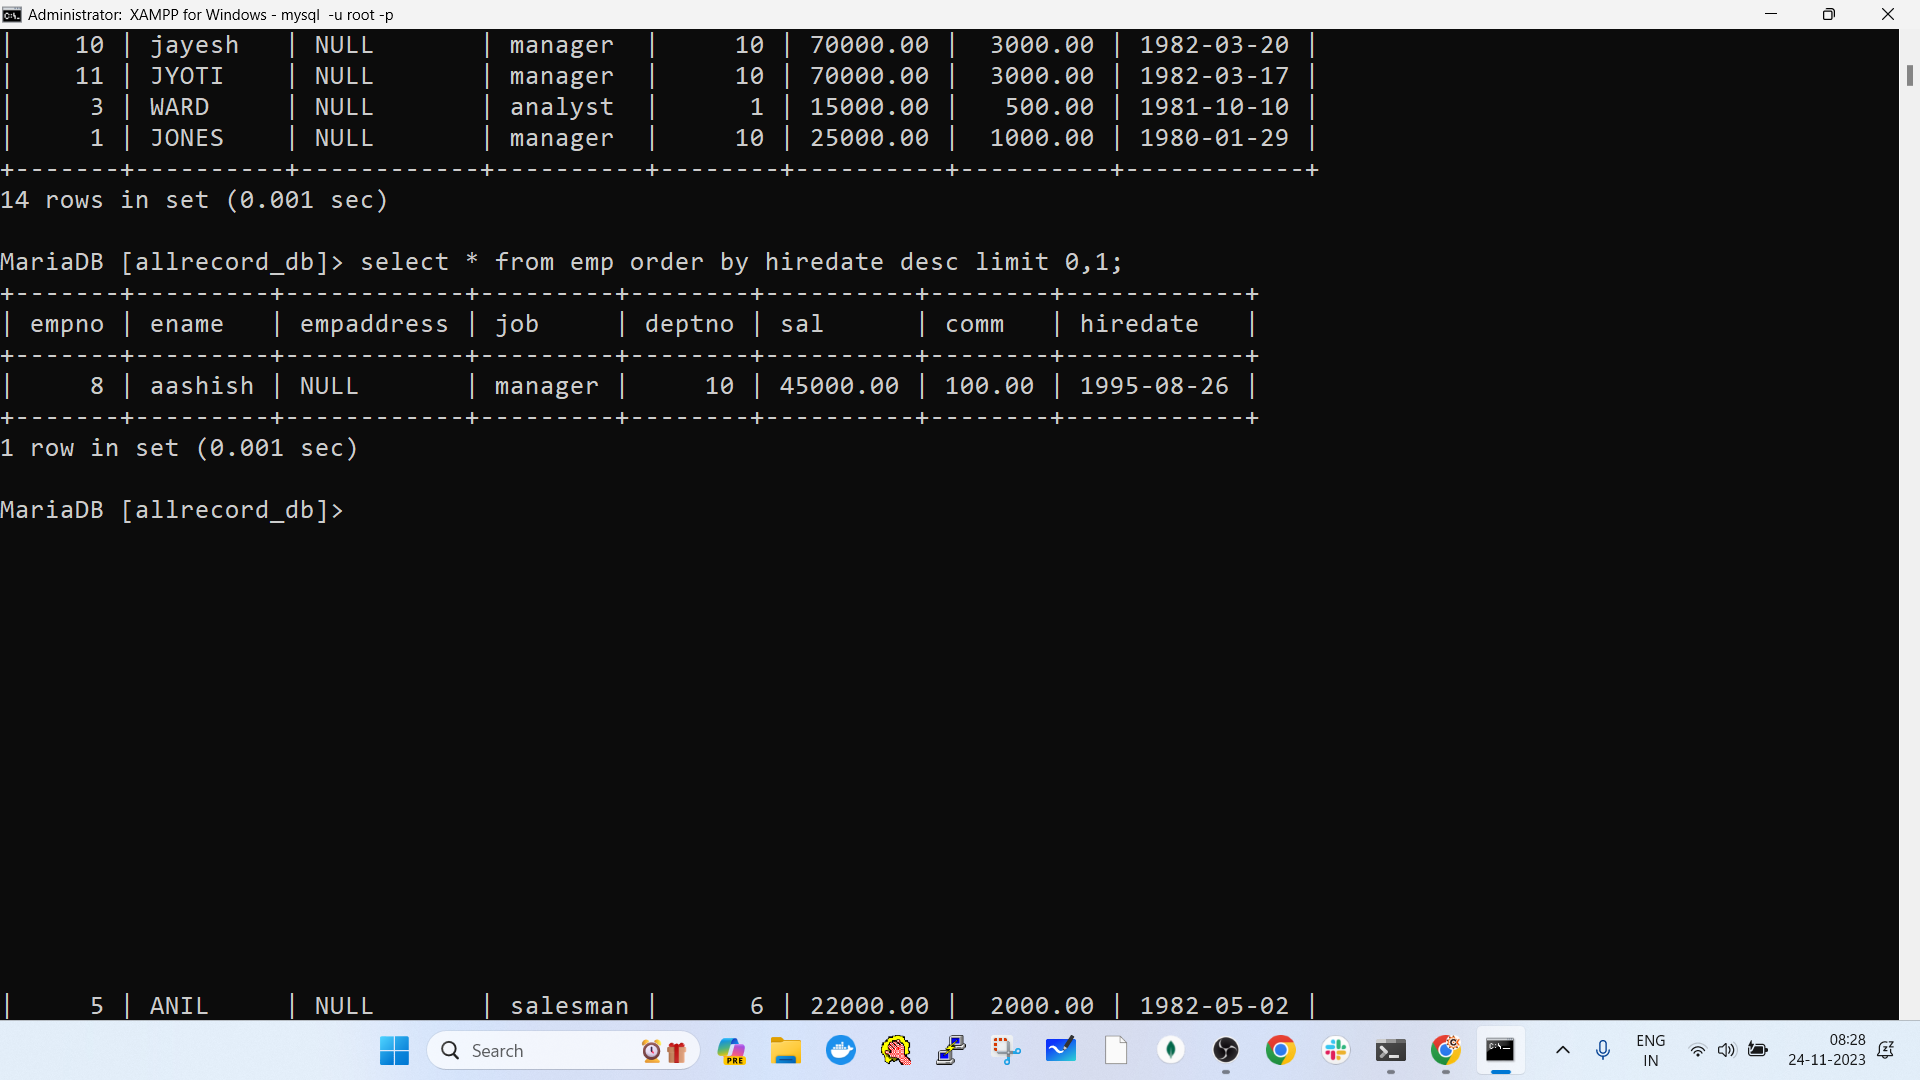 Administrator: XAMPP for Windows - mysql -u root -p
|    10 | jayesh   | NULL       | manager  |     10 | 70000.00 |  3000.00 | 1982-03-20 |
|    11 | JYOTI    | NULL       | manager  |     10 | 70000.00 |  3000.00 | 1982-03-17 |
|     3 | WARD     | NULL       | analyst  |      1 | 15000.00 |   500.00 | 1981-10-10 |
|     1 | JONES    | NULL       | manager  |     10 | 25000.00 |  1000.00 | 1980-01-29 |
+-------+----------+------------+----------+--------+----------+----------+------------+
14 rows in set (0.001 sec)
MariaDB [allrecord_db]> select * from emp order by hiredate desc limit 0,1;
+-------+---------+------------+---------+--------+----------+--------+------------+
| empno | ename   | empaddress | job     | deptno | sal      | comm   | hiredate   |
+-------+---------+------------+---------+--------+----------+--------+------------+
|     8 | aashish | NULL       | manager |     10 | 45000.00 | 100.00 | 1995-08-26 |
+-------+---------+------------+---------+--------+----------+--------+------------+
1 row in set (0.001 sec)
MariaDB [allrecord_db]>
|     5 | ANIL     | NULL       | salesman |      6 | 22000.00 |  2000.00 | 1982-05-02 |
Search
PRE
ENG
IN
08:28
24-11-2023